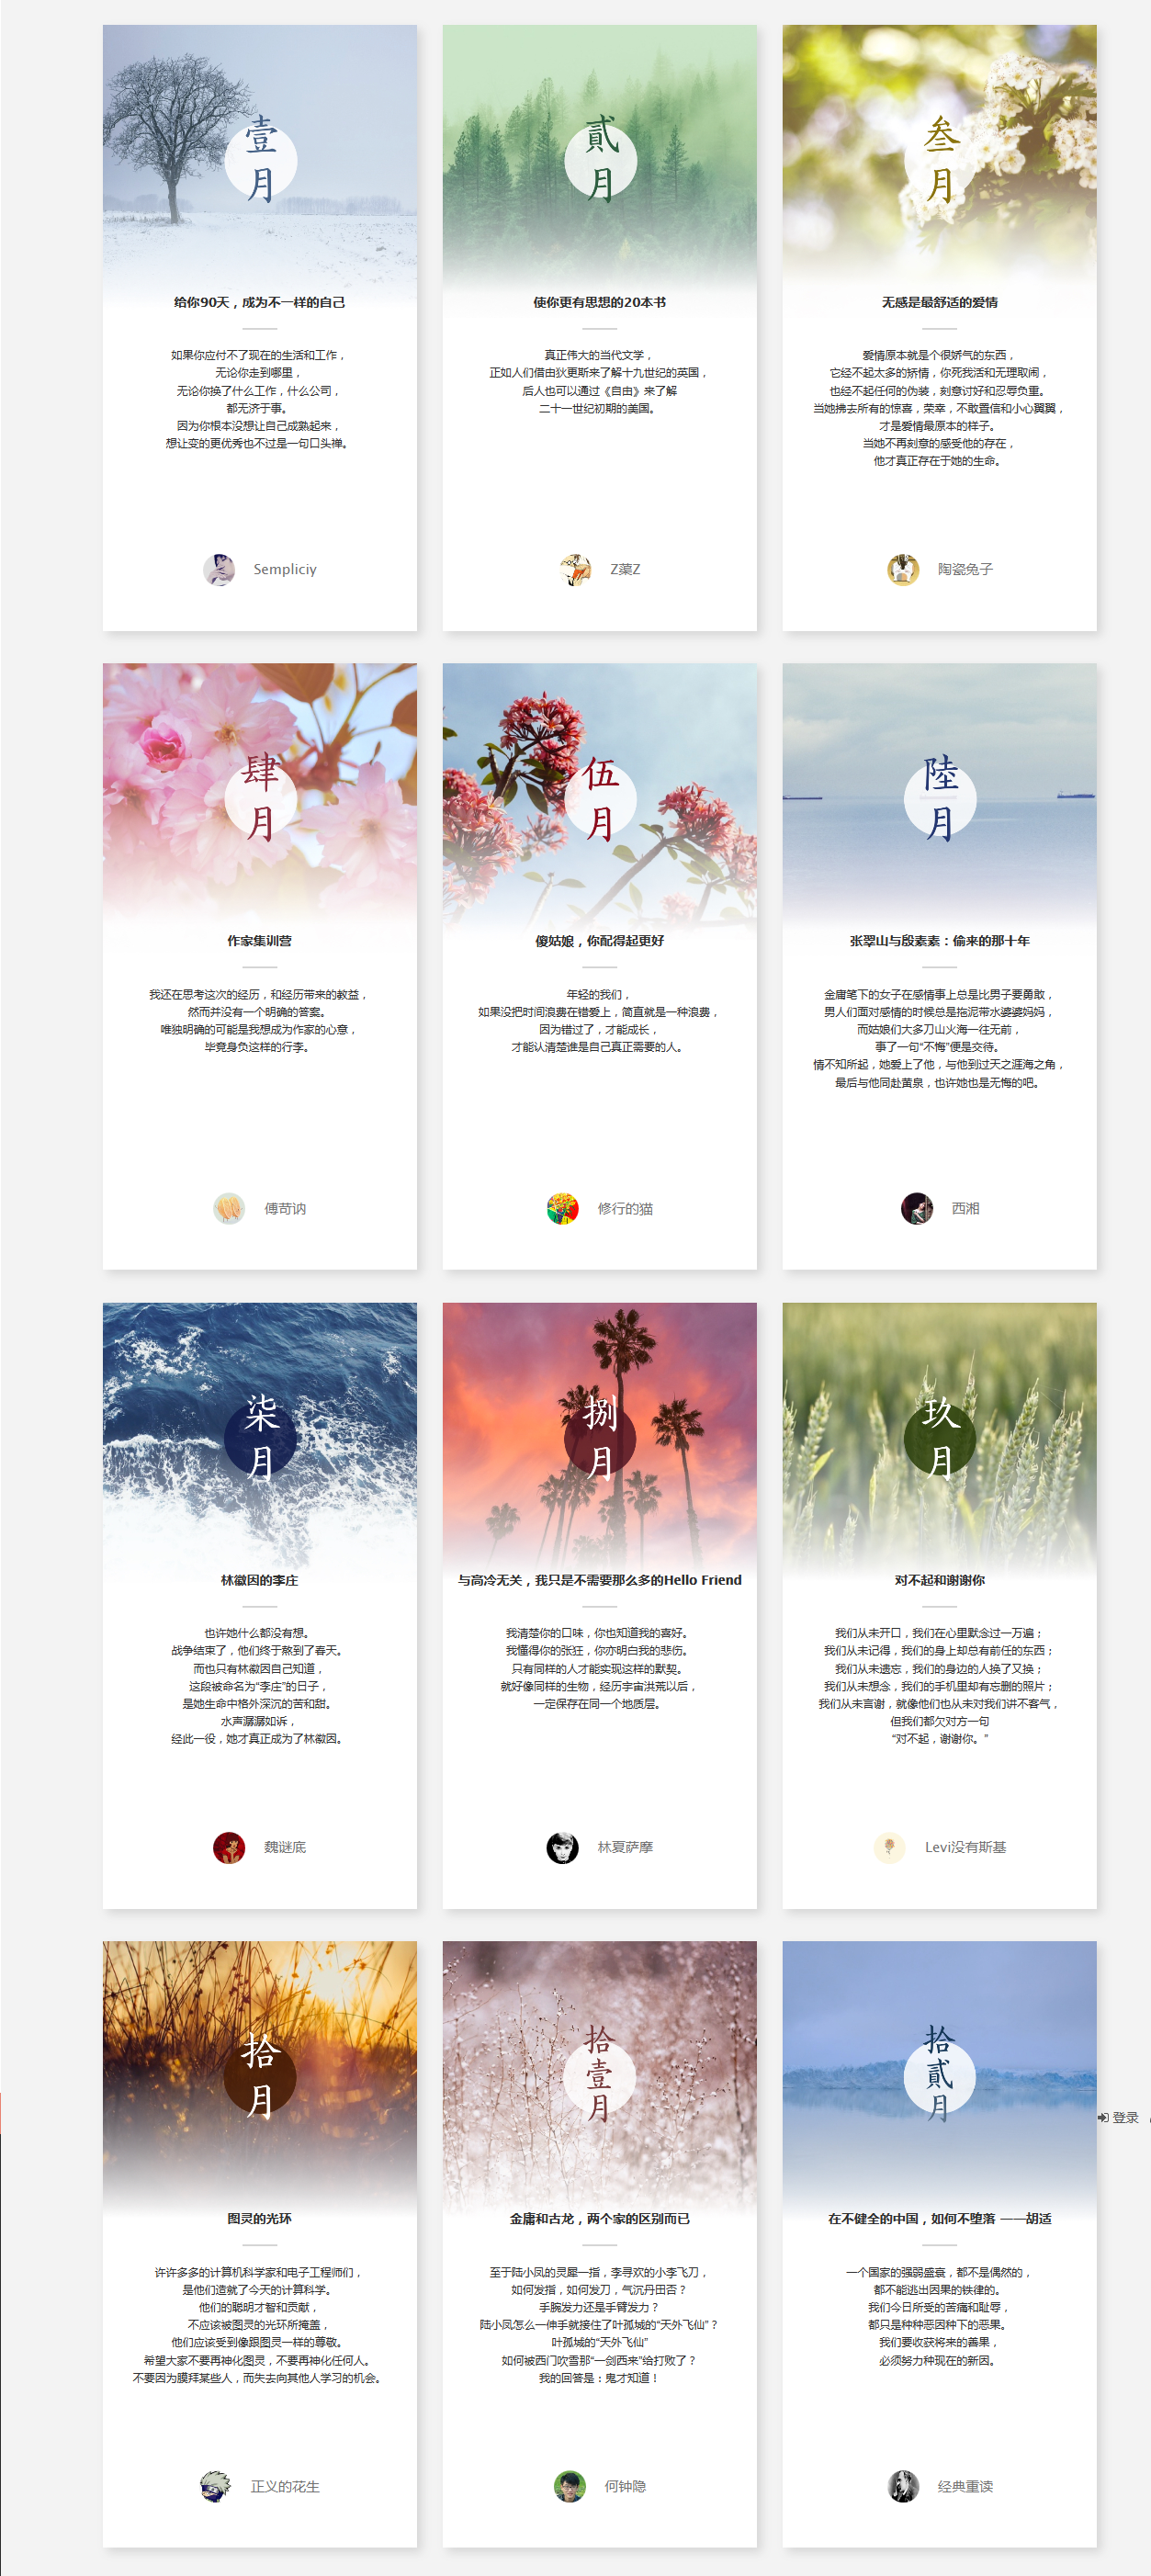 壹
月
给你90天，成为不一样的自己
如果你应付不了现在的生活和工作，
无论你走到哪里，
无论你换了什么工作，什么公司，
都无济于事。
因为你根本没想让自己成熟起来，
想让变的更优秀也不过是一句口头禅。
Sempliciy
貳
月
使你更有思想的20本书
真正伟大的当代文学，
正如人们借由狄更斯来了解十九世纪的英国，
后人也可以通过《自由》来了解
二十一世纪初期的美国。
Z蕖Z
叁
月
无感是最舒适的爱情
爱情原本就是个很娇气的东西，
它经不起太多的矫情，你死我活和无理取闹，
也经不起任何的伪装，刻意讨好和忍辱负重。
当她拂去所有的惊喜，荣幸，不敢置信和小心翼翼，
才是爱情最原本的样子。
当她不再刻意的感受他的存在，
他才真正存在于她的生命。
陶瓷兔子
肆
月
作家集训营
我还在思考这次的经历，和经历带来的教益，
然而并没有一个明确的答案。
唯独明确的可能是我想成为作家的心意，
毕竟身负这样的行李。
傅苛讷
伍
月
傻姑娘，你配得起更好
年轻的我们，
如果没把时间浪费在错爱上，简直就是一种浪费，
因为错过了，才能成长，
才能认清楚谁是自己真正需要的人。
修行的猫
陸
月
张翠山与殷素素：偷来的那十年
金庸笔下的女子在感情事上总是比男子要勇敢，
男人们面对感情的时候总是拖泥带水婆婆妈妈，
而姑娘们大多刀山火海一往无前，
事了一句“不悔”便是交待。
情不知所起，她爱上了他，与他到过天之涯海之角，
最后与他同赴黄泉，也许她也是无悔的吧。
西湘
柒
月
林徽因的李庄
也许她什么都没有想。
战争结束了，他们终于熬到了春天。
而也只有林徽因自己知道，
这段被命名为“李庄”的日子，
是她生命中格外深沉的苦和甜。
水声潺潺如诉，
经此一役，她才真正成为了林徽因。
魏谜底
捌
月
与高冷无关，我只是不需要那么多的Hello Friend
我清楚你的口味，你也知道我的喜好。
我懂得你的张狂，你亦明白我的悲伤。
只有同样的人才能实现这样的默契。
就好像同样的生物，经历宇宙洪荒以后，
一定保存在同一个地质层。
林夏萨摩
玖
月
对不起和谢谢你
我们从未开口，我们在心里默念过一万遍；
我们从未记得，我们的身上却总有前任的东西；
我们从未遗忘，我们的身边的人换了又换；
我们从未想念，我们的手机里却有忘删的照片；
我们从未言谢，就像他们也从未对我们讲不客气，
但我们都欠对方一句
“对不起，谢谢你。”
Levi没有斯基
拾
月
图灵的光环
许许多多的计算机科学家和电子工程师们，
是他们造就了今天的计算科学。
他们的聪明才智和贡献，
不应该被图灵的光环所掩盖，
他们应该受到像跟图灵一样的尊敬。
希望大家不要再神化图灵，不要再神化任何人。
不要因为膜拜某些人，而失去向其他人学习的机会。
正义的花生
拾
壹
月
金庸和古龙，两个家的区别而已
至于陆小凤的灵犀一指，李寻欢的小李飞刀，
如何发指，如何发刀，气沉丹田否？
手腕发力还是手臂发力？
陆小凤怎么一伸手就接住了叶孤城的“天外飞仙”？
叶孤城的“天外飞仙”
如何被西门吹雪那“一剑西来”给打败了？
我的回答是：鬼才知道！
何钟隐
拾
貳
月
在不健全的中国，如何不堕落 ——胡适
一个国家的强弱盛衰，都不是偶然的，
都不能逃出因果的铁律的。
我们今日所受的苦痛和耻辱，
都只是种种恶因种下的恶果。
我们要收获将来的善果，
必须努力种现在的新因。
经典重读
登录